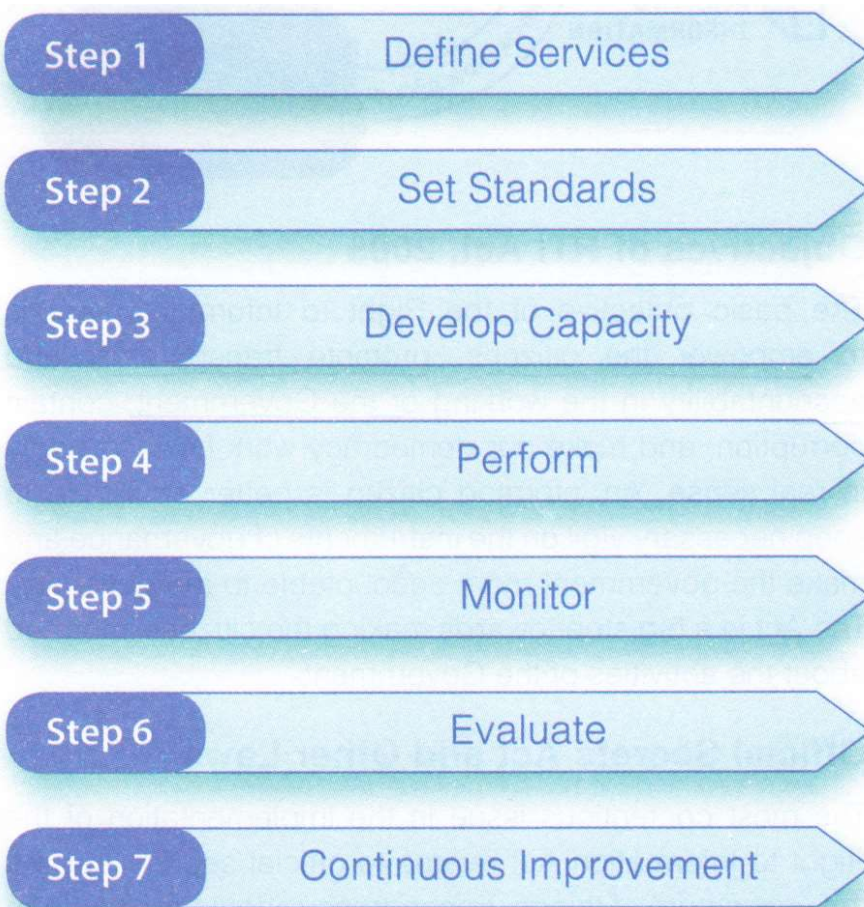 Step 1 Define Services
Step 2 Set Standards
Step 3 Develop Capacity
Step 4 Perform
Step 5 Monitor
Step 6 Evaluate
Step 7 Continuous Improvement